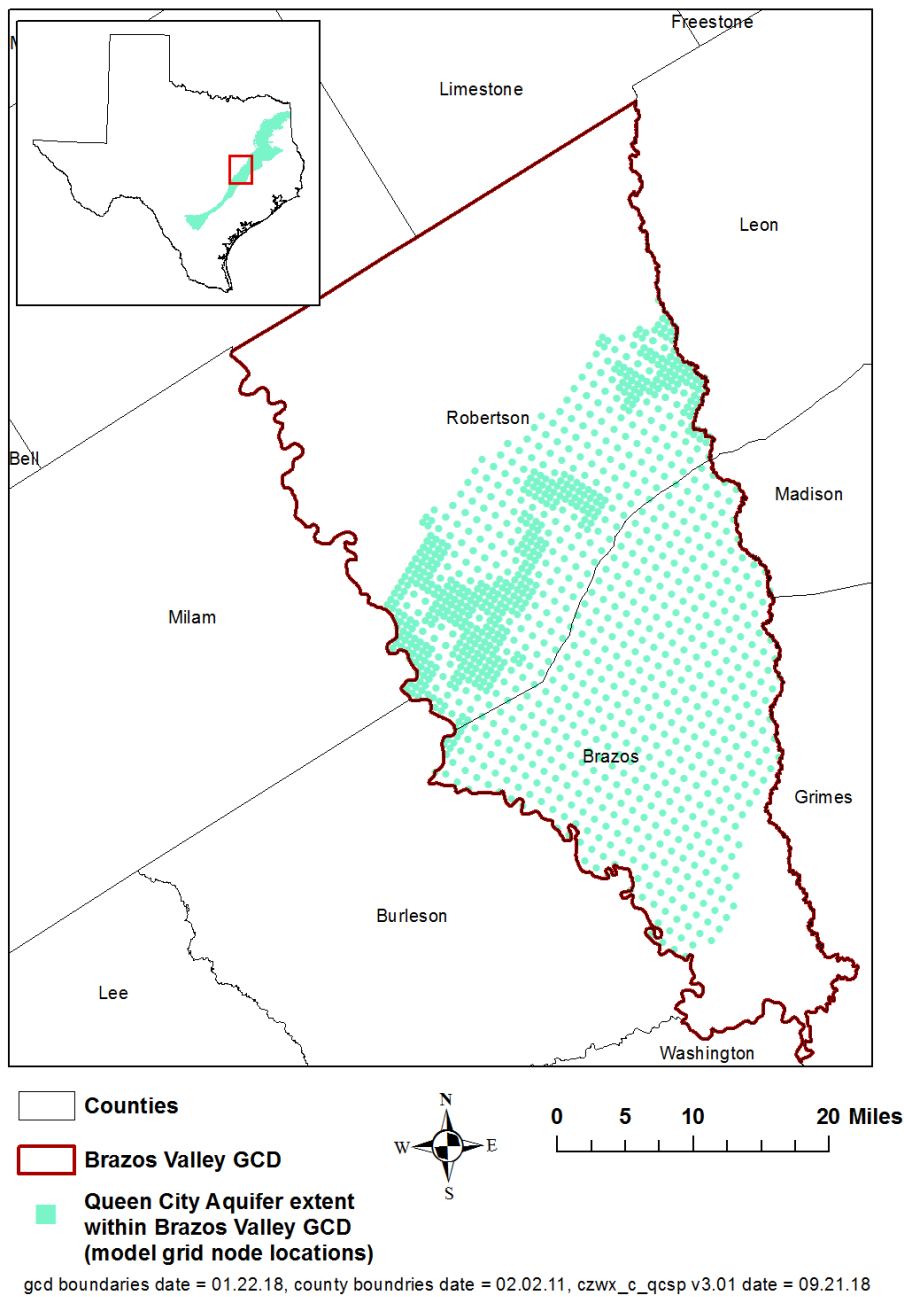 Freestone
Limestone
Leon
Robertson
Bell
Madison
Milam
Brazos
Grimes
Burleson
Lee
Washington
Counties
Brazos Valley GCD
Queen City Aquifer extent
within Brazos Valley GCD
(model grid node locations)
N
W
E
S
0 5 10 20 Miles
gcd boundaries date = 01.22.18, county boundries date = 02.02.11, czwx_c_qcsp v3.01 date = 09.21.18